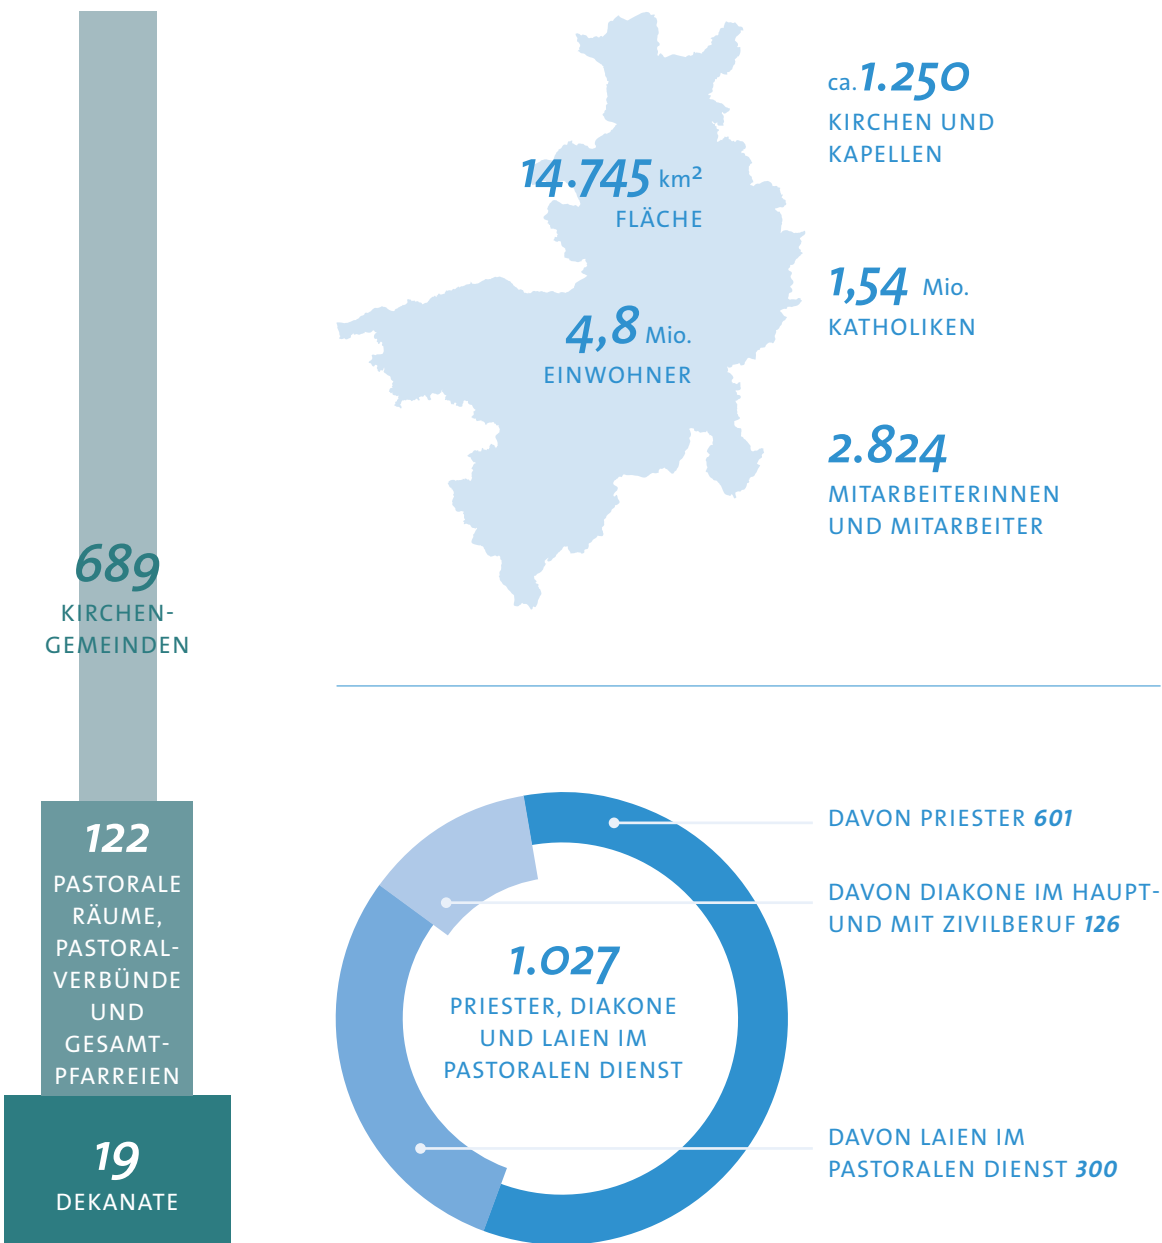 689
KIRCHEN-
GEMEINDEN
122
PASTORALE
RÄUME,
PASTORAL-
VERBÜNDE
UND
GESAMT-
PFARREIEN
19
DEKANATE
14.745 km²
FLÄCHE
4,8 Mio.
EINWOHNER
ca. 1.250
KIRCHEN UND
KAPELLEN
1,54 Mio.
KATHOLIKEN
2.824
MITARBEITERINNEN
UND MITARBEITER
1.027
PRIESTER, DIAKONE
UND LAIEN IM
PASTORALEN DIENST
DAVON PRIESTER 601
DAVON DIAKONE IM HAUPT-
UND MIT ZIVILBERUF 126
DAVON LAIEN IM
PASTORALEN DIENST 300